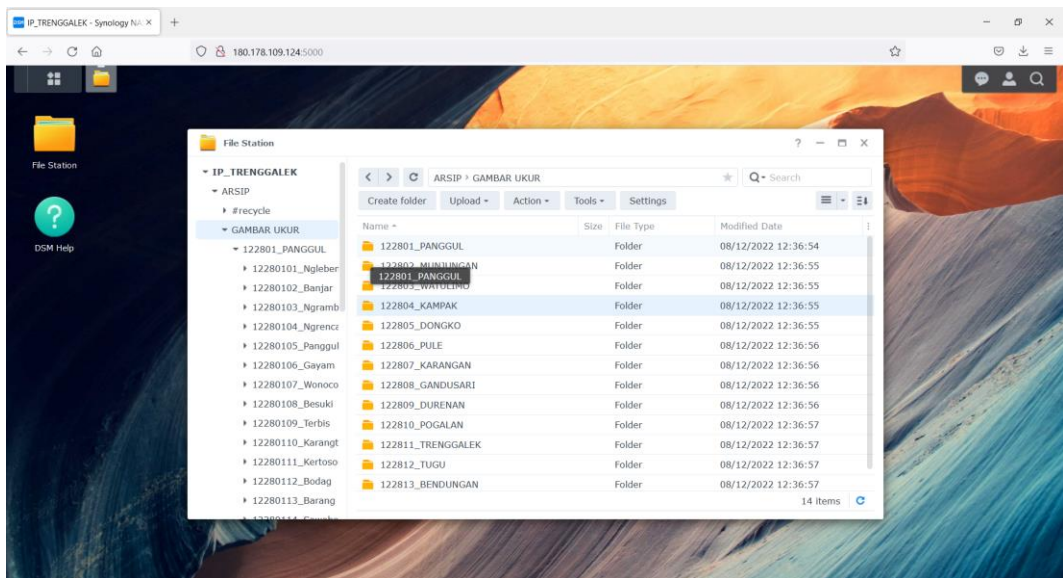 IP_TRENGGALEK - Synology NA
180.178.109.124:5000
File Station
DSM Help
File Station
IP_TRENGGALEK
ARSIP
#recycle
GAMBAR UKUR
122801_PANGGUL
12280101_Ngleber
12280102_Banjar
12280103_Ngramb
12280104_Ngrenca
12280105_Panggul
12280106_Gayam
12280107_Wonoco
12280108_Besuki
12280109_Terbis
12280110_Karangt
12280111_Kertoso
12280112_Bodag
12280113_Barang
ARSIP › GAMBAR UKUR
Search
Create folder Upload Action Tools Settings
Name Size File Type Modified Date
122801_PANGGUL Folder 08/12/2022 12:36:54
122802_MUNJUNGAN Folder 08/12/2022 12:36:55
122801_PANGGUL
122803_WATULIMO Folder 08/12/2022 12:36:55
122804_KAMPAK Folder 08/12/2022 12:36:55
122805_DONGKO Folder 08/12/2022 12:36:55
122806_PULE Folder 08/12/2022 12:36:56
122807_KARANGAN Folder 08/12/2022 12:36:56
122808_GANDUSARI Folder 08/12/2022 12:36:56
122809_DURENAN Folder 08/12/2022 12:36:56
122810_POGALAN Folder 08/12/2022 12:36:57
122811_TRENGGALEK Folder 08/12/2022 12:36:57
122812_TUGU Folder 08/12/2022 12:36:57
122813_BENDUNGAN Folder 08/12/2022 12:36:57
14 items